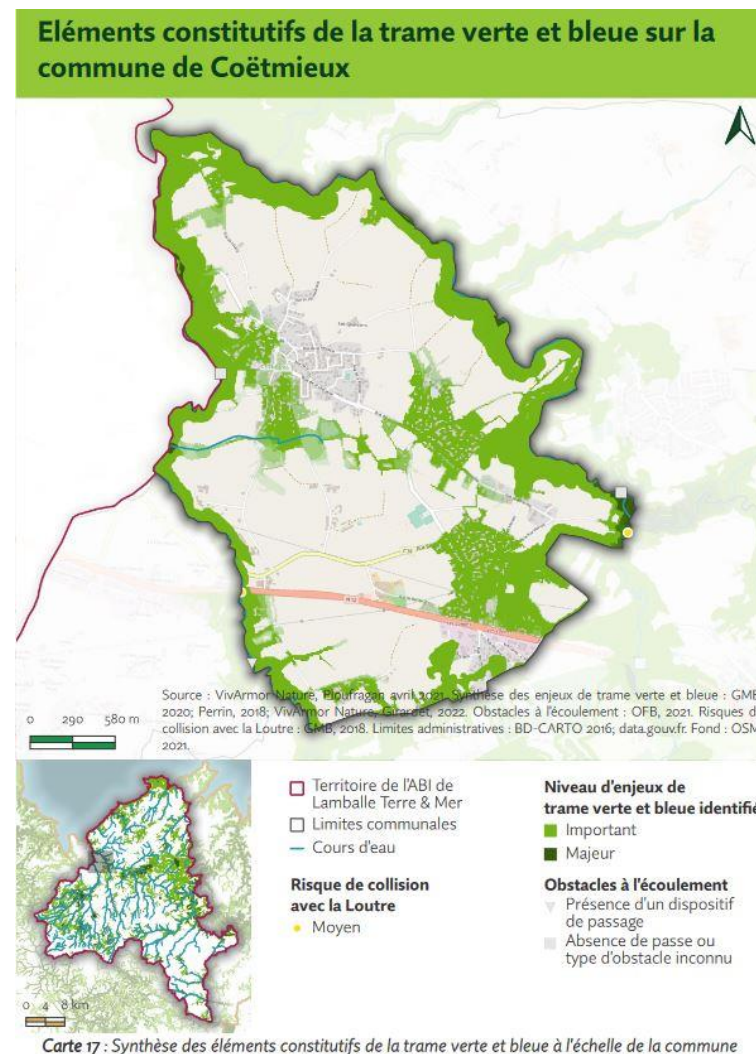 Eléments constitutifs de la trame verte et bleue sur la
commune de Coëtmieux
Source : VivArmor Nature, Ploufragan avril 2021. Synthèse des enjeux de trame verte et bleue : GMB
2020; Perrin, 2018; VivArmor Nature, Girardet, 2022. Obstacles à l'écoulement : OFB, 2021. Risques d
collision avec la Loutre : GMB, 2018. Limites administratives : BD-CARTO 2016; data.gouv.fr. Fond : OSM
2021.
0 290 580 m
Territoire de l'ABI de
Lamballe Terre & Mer
Limites communales
Cours d'eau
Risque de collision
avec la Loutre
Moyen
Niveau d'enjeux de
trame verte et bleue identifié
Important
Majeur
Obstacles à l'écoulement
Présence d'un dispositif
de passage
Absence de passe ou
type d'obstacle inconnu
0 4 8 km
Carte 17 : Synthèse des éléments constitutifs de la trame verte et bleue à l'échelle de la commune